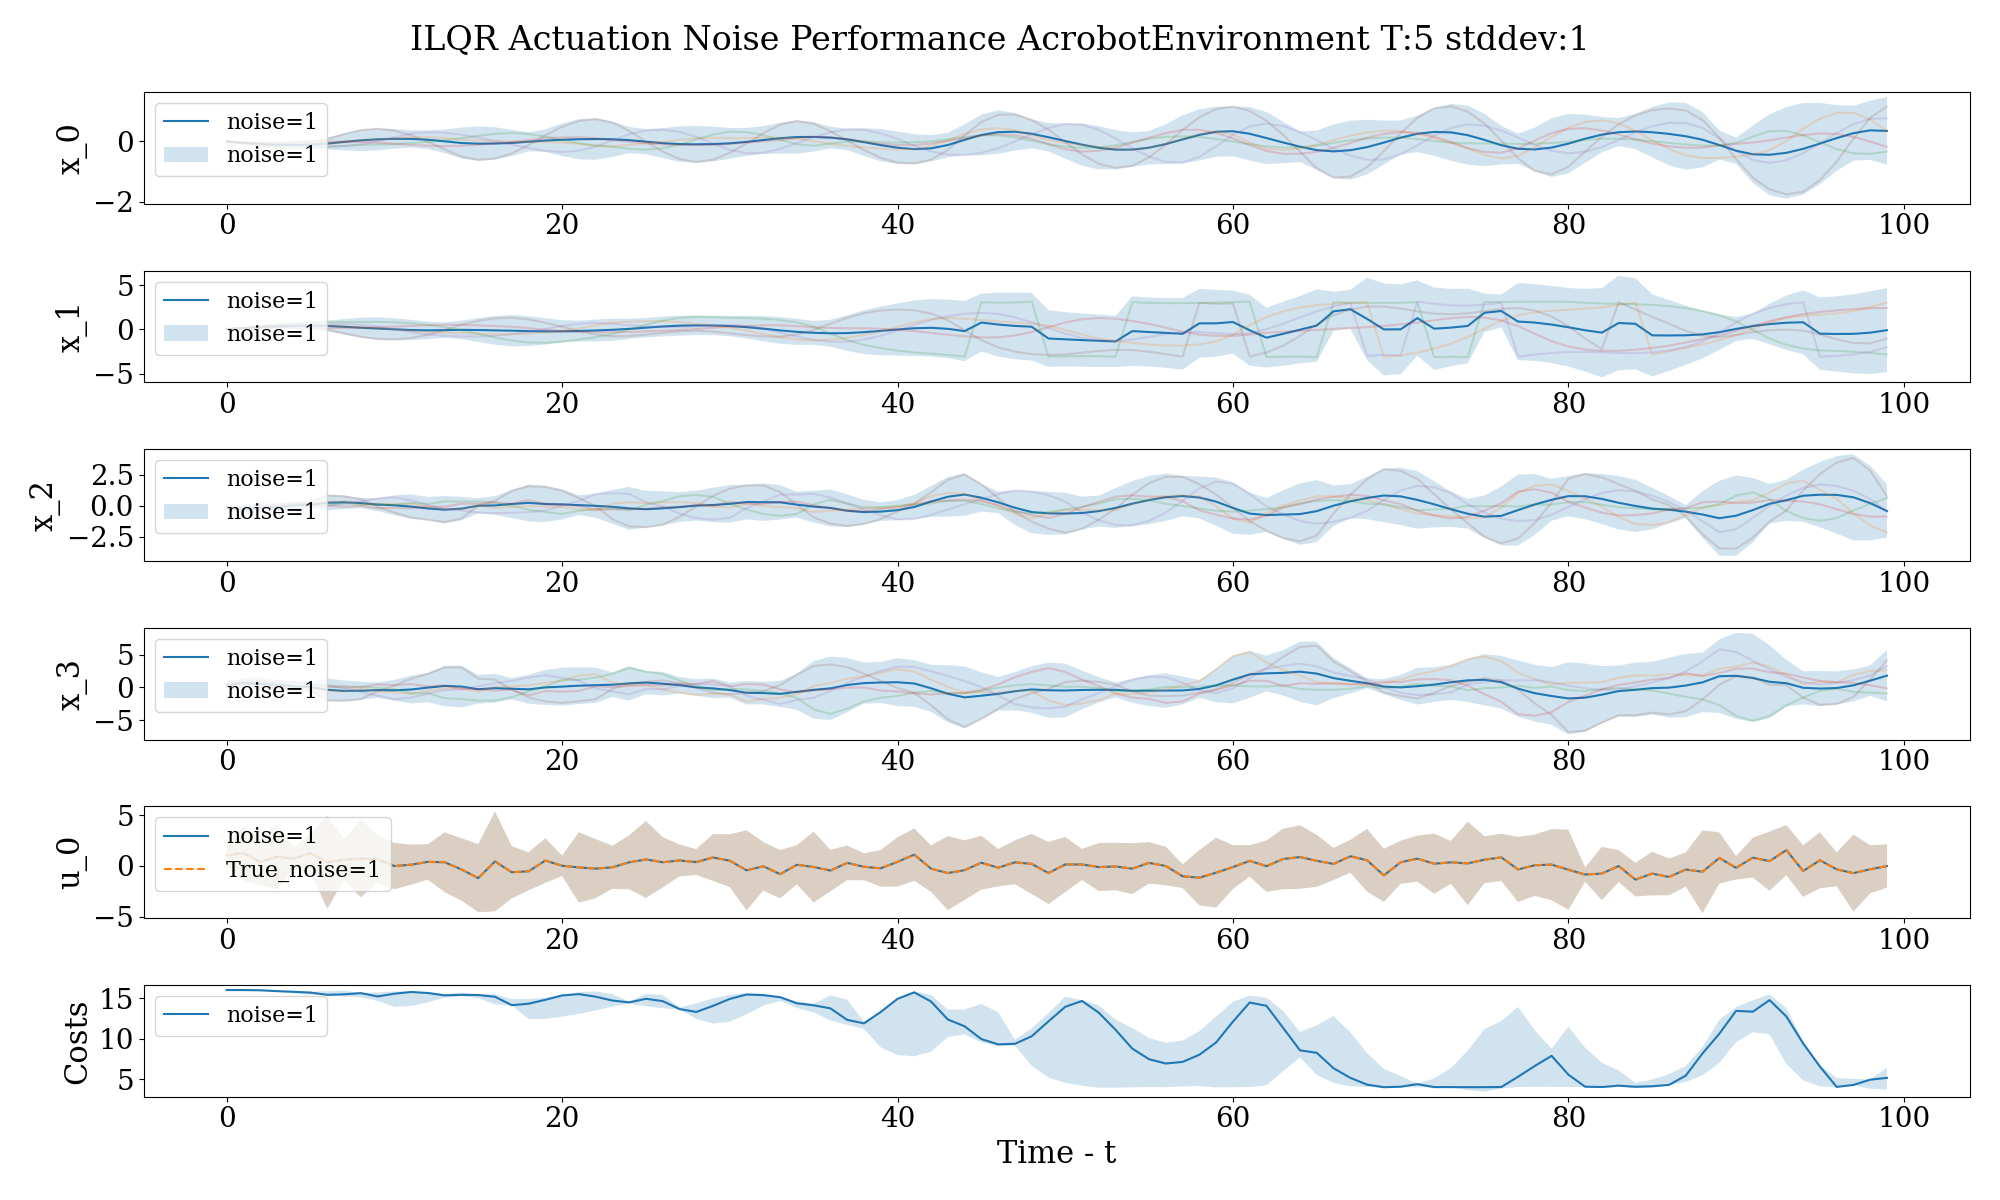 ILQR Actuation Noise Performance AcrobotEnvironment T:5 stddev:1
x_0
0
−2
noise=1
noise=1
0 20 40 60 80 100
x_1
5
0
−5
noise=1
noise=1
0 20 40 60 80 100
x_2
2.5
0.0
−2.5
noise=1
noise=1
0 20 40 60 80 100
x_3
5
0
−5
noise=1
noise=1
0 20 40 60 80 100
u_0
5
0
−5
noise=1
True_noise=1
0 20 40 60 80 100
Costs
15
10
5
noise=1
0 20 40 60 80 100
Time - t